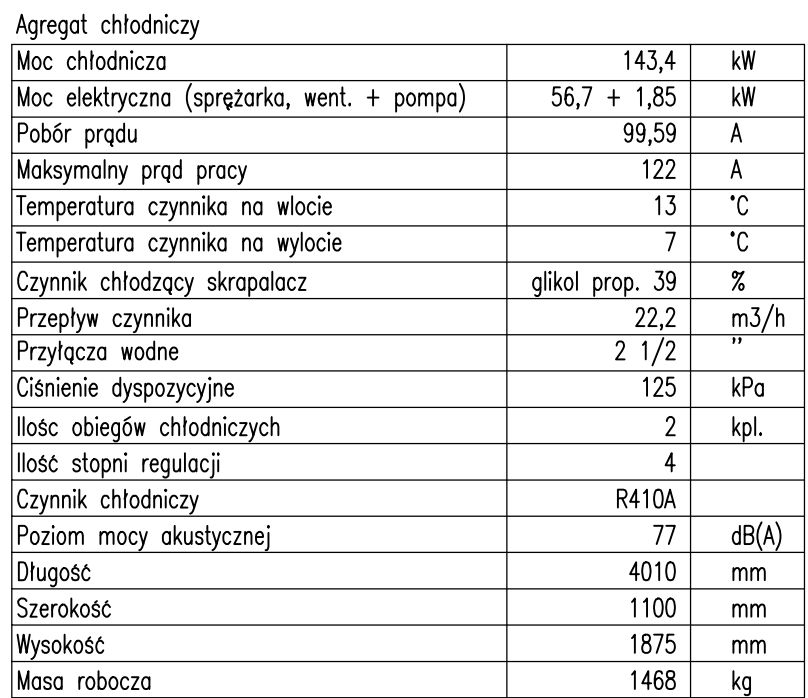 Agregat chłodniczy
Moc chłodnicza 143,4 kW
Moc elektryczna (sprężarka, went. + pompa) 56,7 + 1,85 kW
Pobór prądu 99,59 A
Maksymalny prąd pracy 122 A
Temperatura czynnika na wlocie 13 °C
Temperatura czynnika na wylocie 7 °C
Czynnik chłodzący skrapalacz glikol prop. 39 %
Przepływ czynnika 22,2 m3/h
Przyłącza wodne 2 1/2 ”
Ciśnienie dyspozycyjne 125 kPa
Ilośc obiegów chłodniczych 2 kpl.
Ilość stopni regulacji 4
Czynnik chłodniczy R410A
Poziom mocy akustycznej 77 dB(A)
Długość 4010 mm
Szerokość 1100 mm
Wysokość 1875 mm
Masa robocza 1468 kg